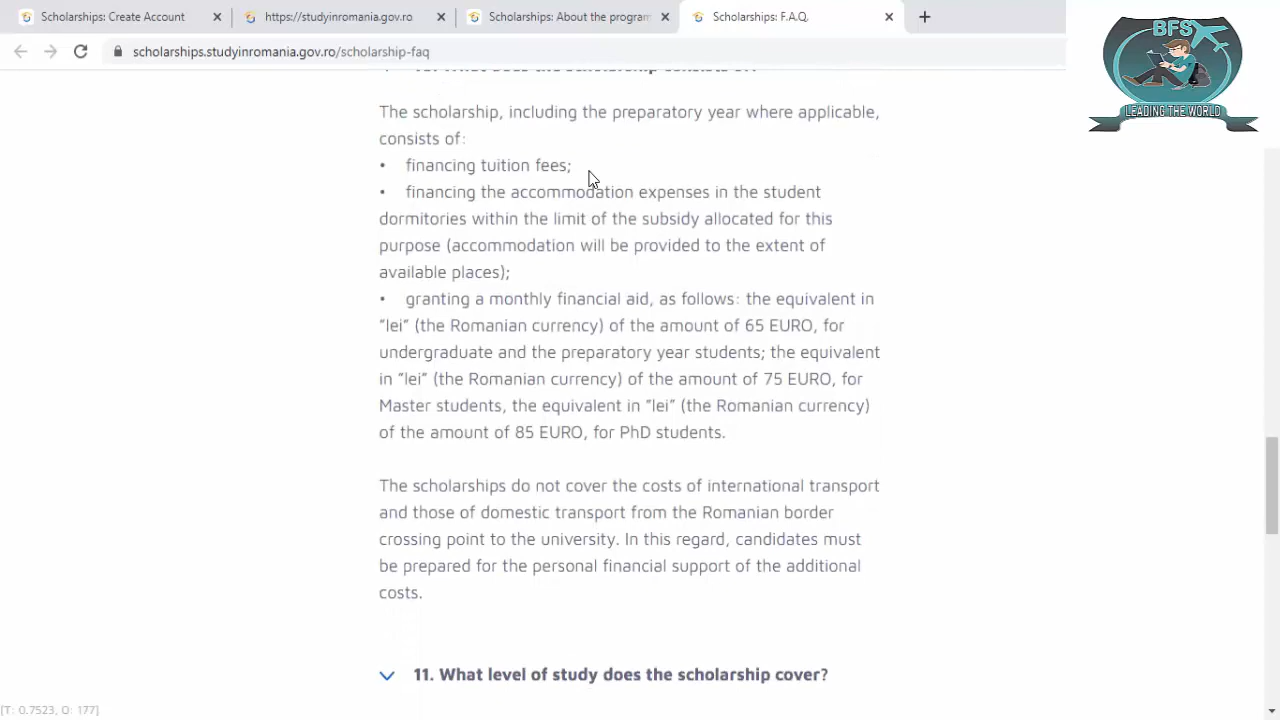 Scholarships: Create Account
https://studyinromania.gov.ro
Scholarships: About the program
Scholarships: F.A.Q.
scholarships.studyinromania.gov.ro/scholarship-faq
BFS
LEADING THE WORLD
10. What does the scholarship consists of?
The scholarship, including the preparatory year where applicable,
consists of:
• financing tuition fees;
• financing the accommodation expenses in the student
dormitories within the limit of the subsidy allocated for this
purpose (accommodation will be provided to the extent of
available places);
• granting a monthly financial aid, as follows: the equivalent in
"lei" (the Romanian currency) of the amount of 65 EURO, for
undergraduate and the preparatory year students; the equivalent
in "lei" (the Romanian currency) of the amount of 75 EURO, for
Master students, the equivalent in "lei" (the Romanian currency)
of the amount of 85 EURO, for PhD students.
The scholarships do not cover the costs of international transport
and those of domestic transport from the Romanian border
crossing point to the university. In this regard, candidates must
be prepared for the personal financial support of the additional
costs.
11. What level of study does the scholarship cover?
[T: 0.7523, Q: 177]